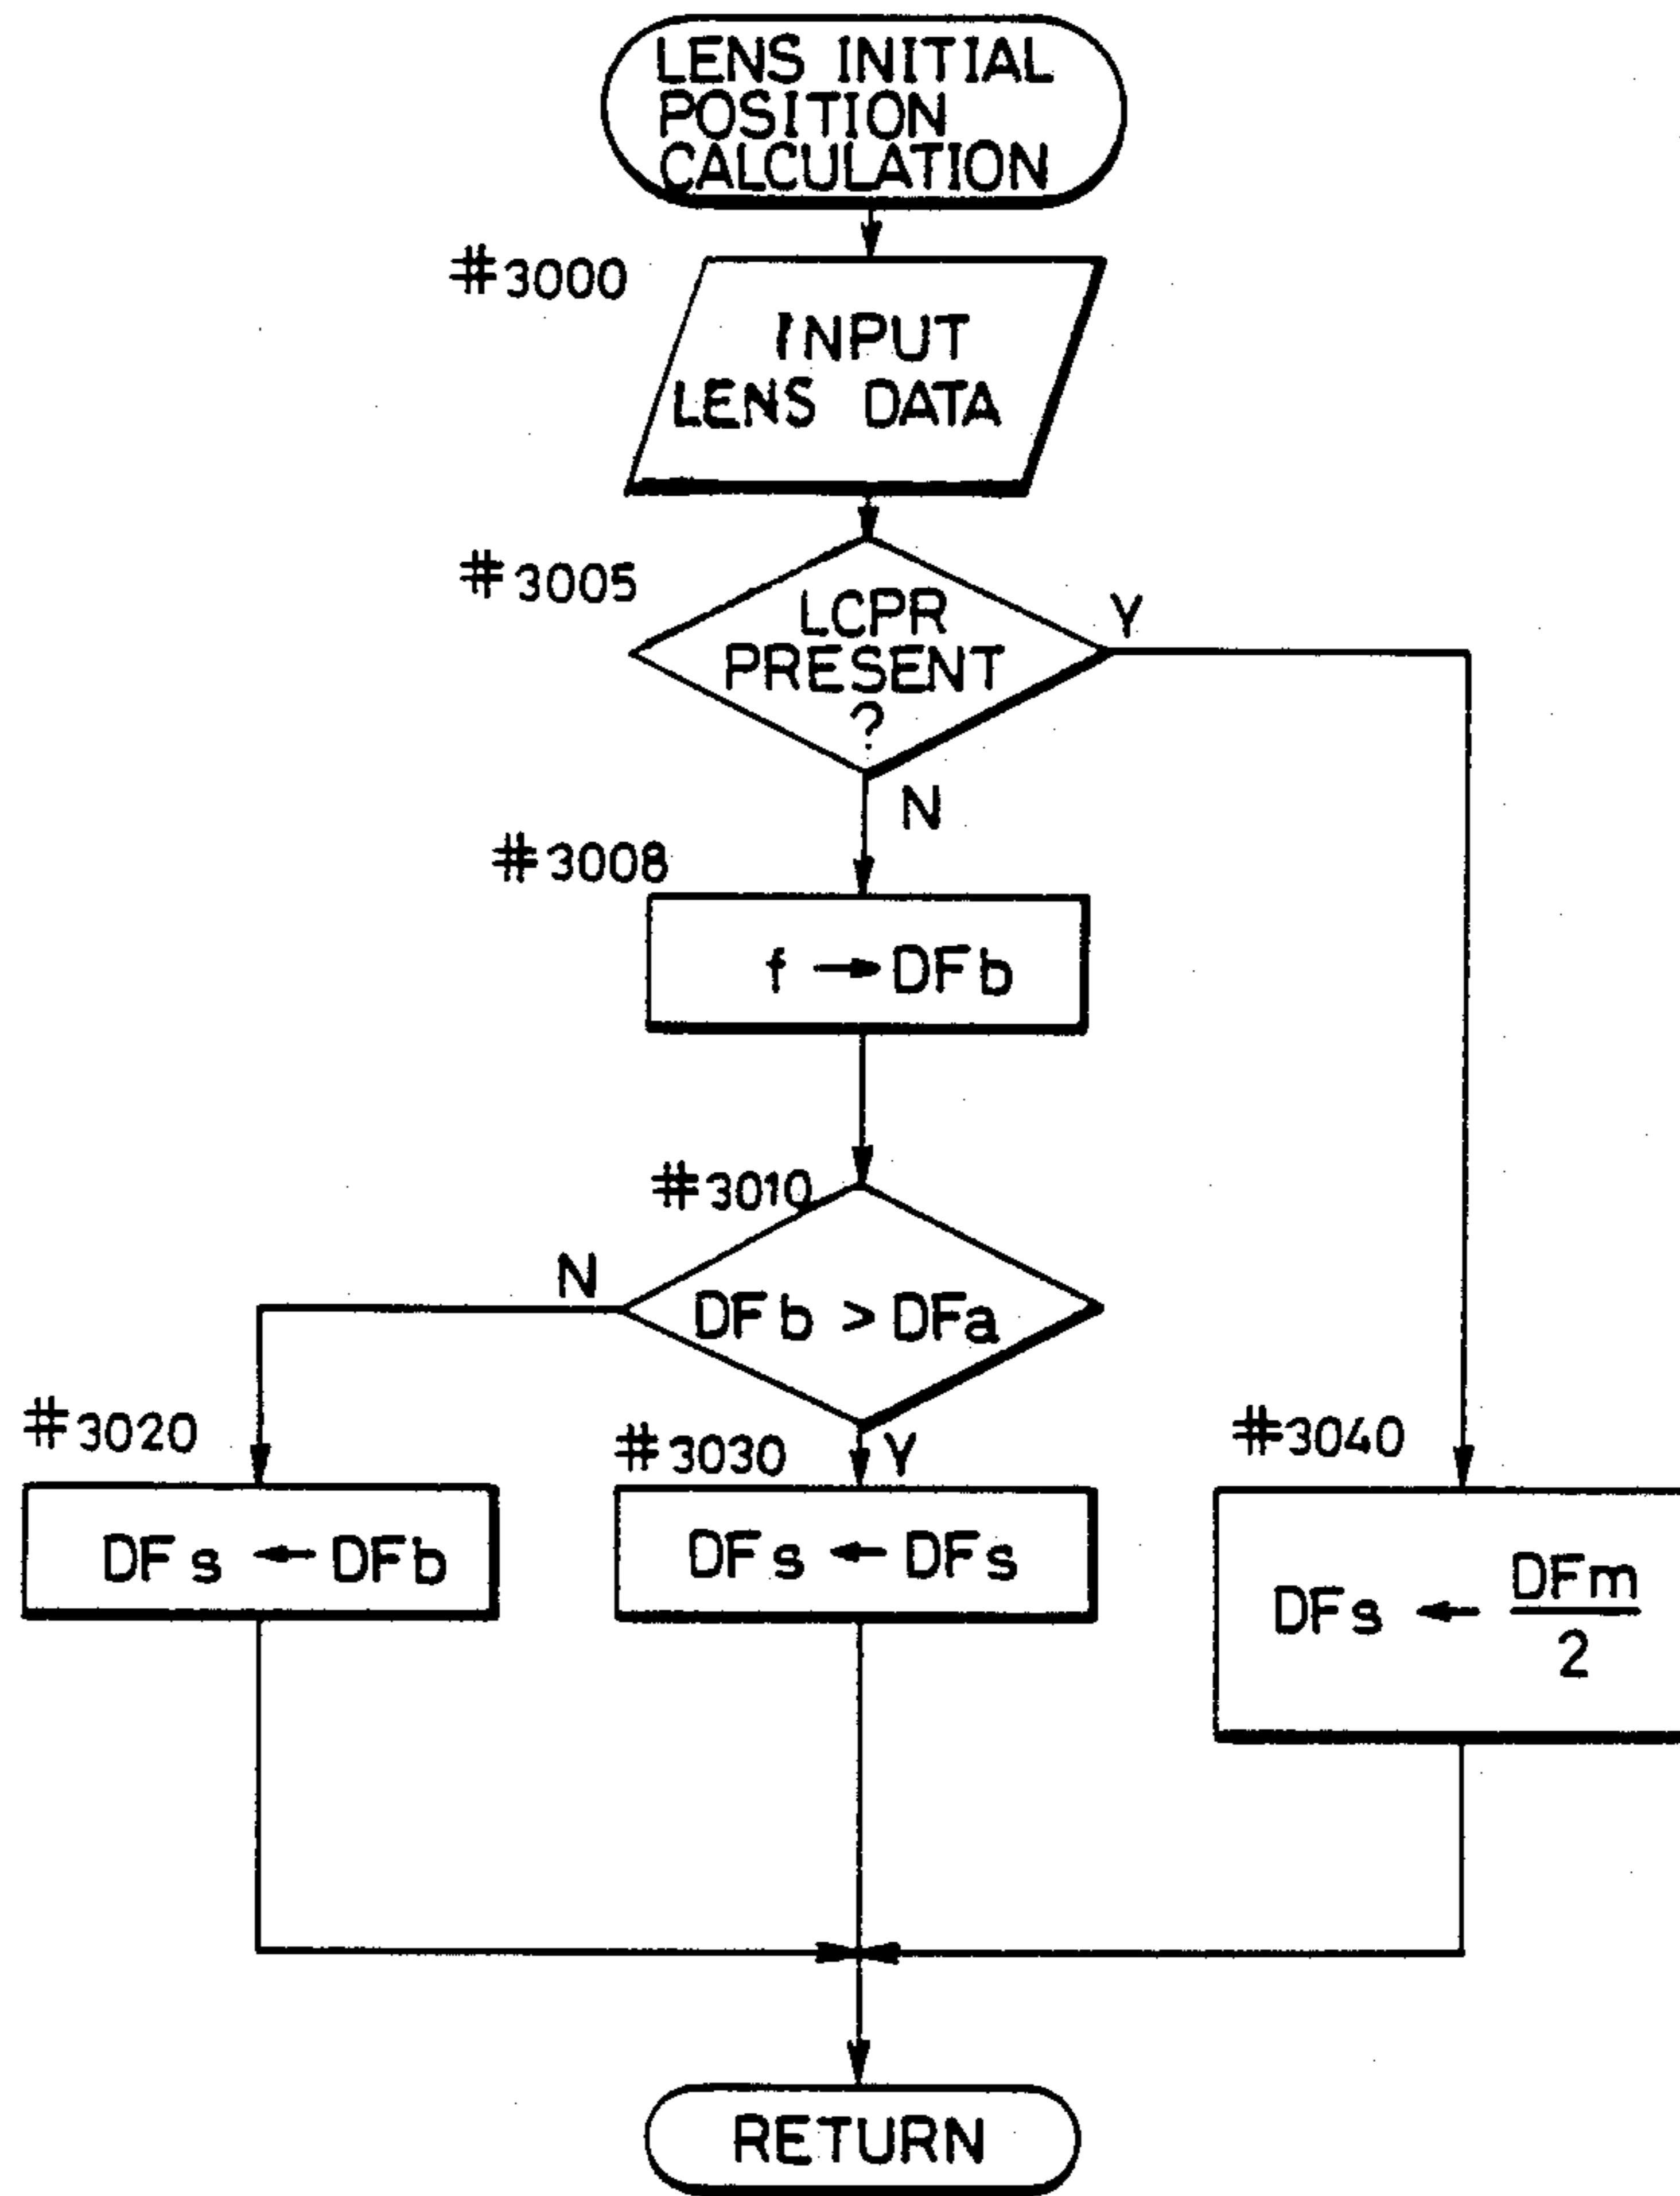 LENS INITIAL
POSITION
CALCULATION
#3000
INPUT
LENS DATA
#3005
LCPR
PRESENT
?
Y
N
#3008
f → DFb
#3010
N
DFb > DFa
#3020
#3030
Y
#3040
DFs ← DFb
DFs ← DFs
DFs ← DFm
2
RETURN